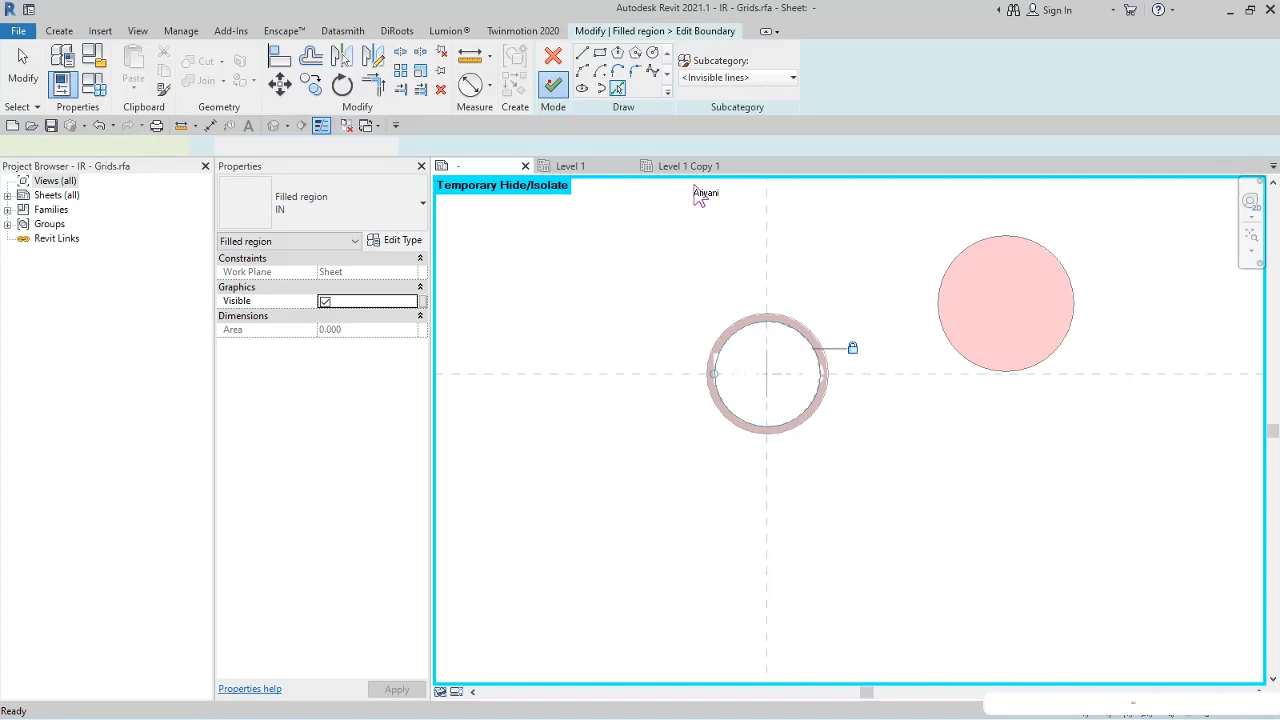 Autodesk Revit 2021.1 - IR - Grids.rfa - Sheet: -
Sign In
File Create Insert View Manage Add-Ins Enscape™ Datasmith DiRoots Lumion® Twinmotion 2020 Modify | Filled region > Edit Boundary
Modify
Paste
Cut
Join
Subcategory:
<Invisible lines>
Select Properties Clipboard Geometry Modify Measure Create Mode Draw Subcategory
Project Browser - IR - Grids.rfa
Views (all)
Sheets (all)
Families
Groups
Revit Links
Properties
Filled region
IN
Filled region
Edit Type
Constraints
Work Plane Sheet
Graphics
Visible
Dimensions
Area 0.000
Properties help
Apply
-
Level 1
Level 1 Copy 1
Temporary Hide/Isolate
2D
Ready